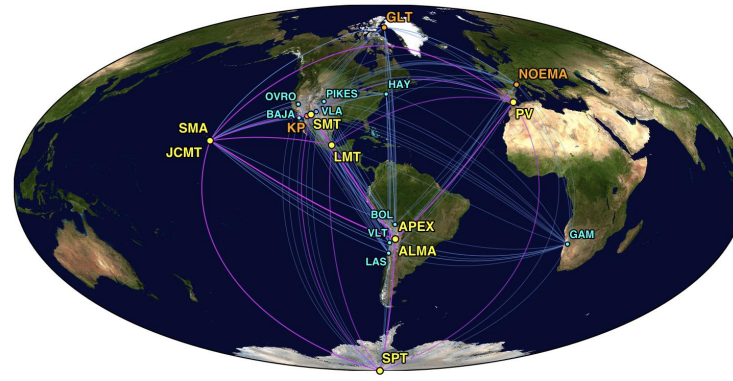 GLT
NOEMA
HAY
PIKES
OVRO
PV
VLA
BAJA
SMT
KP
SMA
JCMT
LMT
BOL
APEX
VLT
GAM
ALMA
LAS
SPT